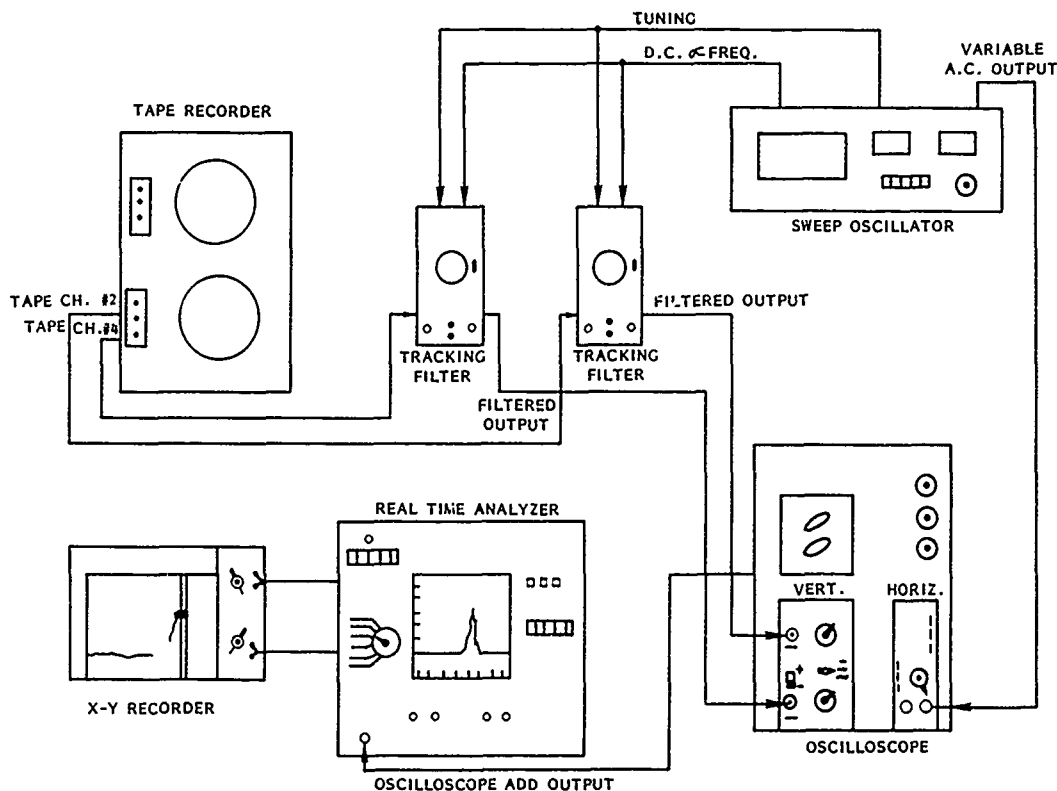 TUNING
D.C. ∝ FREQ.
VARIABLE
A.C. OUTPUT
TAPE RECORDER
SWEEP OSCILLATOR
TAPE CH. #2
TAPE CH.#4
FILTERED OUTPUT
TRACKING
FILTER
TRACKING
FILTER
FILTERED
OUTPUT
REAL TIME ANALYZER
VERT.
HORIZ.
X-Y RECORDER
OSCILLOSCOPE
OSCILLOSCOPE ADD OUTPUT